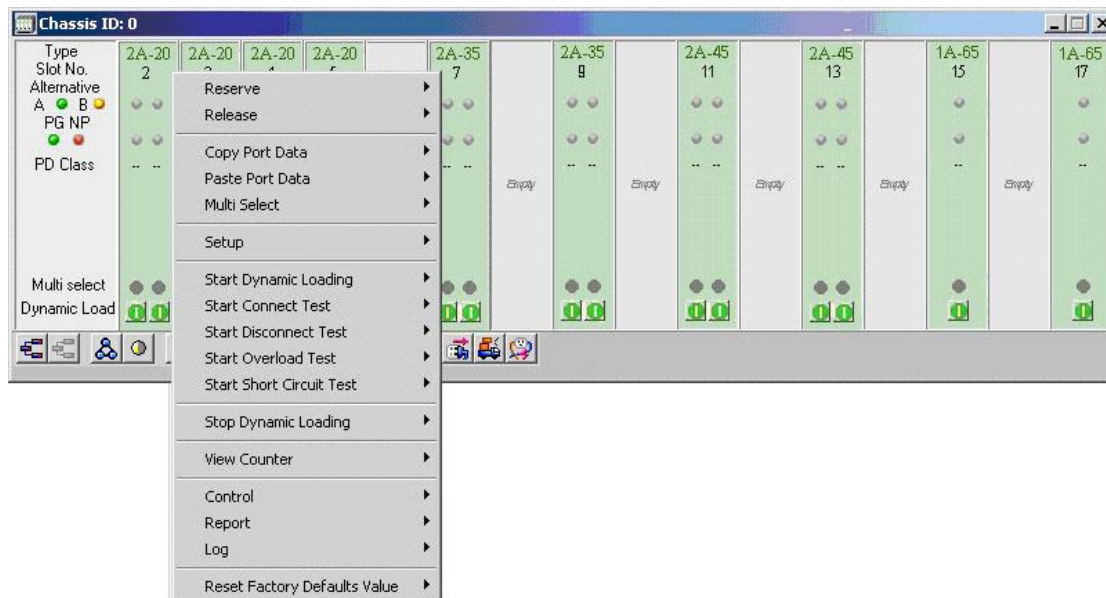 Chassis ID: 0
Type 2A-20 2A-20 2A-20 2A-20 2A-35 2A-35 2A-45 2A-45 1A-65 1A-65
Slot No. 2 7 9 11 13 15 17
Alternative
A B
PG NP
PD Class -- -- -- -- -- -- -- -- -- -- -- --
Empty Empty Empty Empty Empty
Multi select
Dynamic Load
Reserve
Release
Copy Port Data
Paste Port Data
Multi Select
Setup
Start Dynamic Loading
Start Connect Test
Start Disconnect Test
Start Overload Test
Start Short Circuit Test
Stop Dynamic Loading
View Counter
Control
Report
Log
Reset Factory Defaults Value